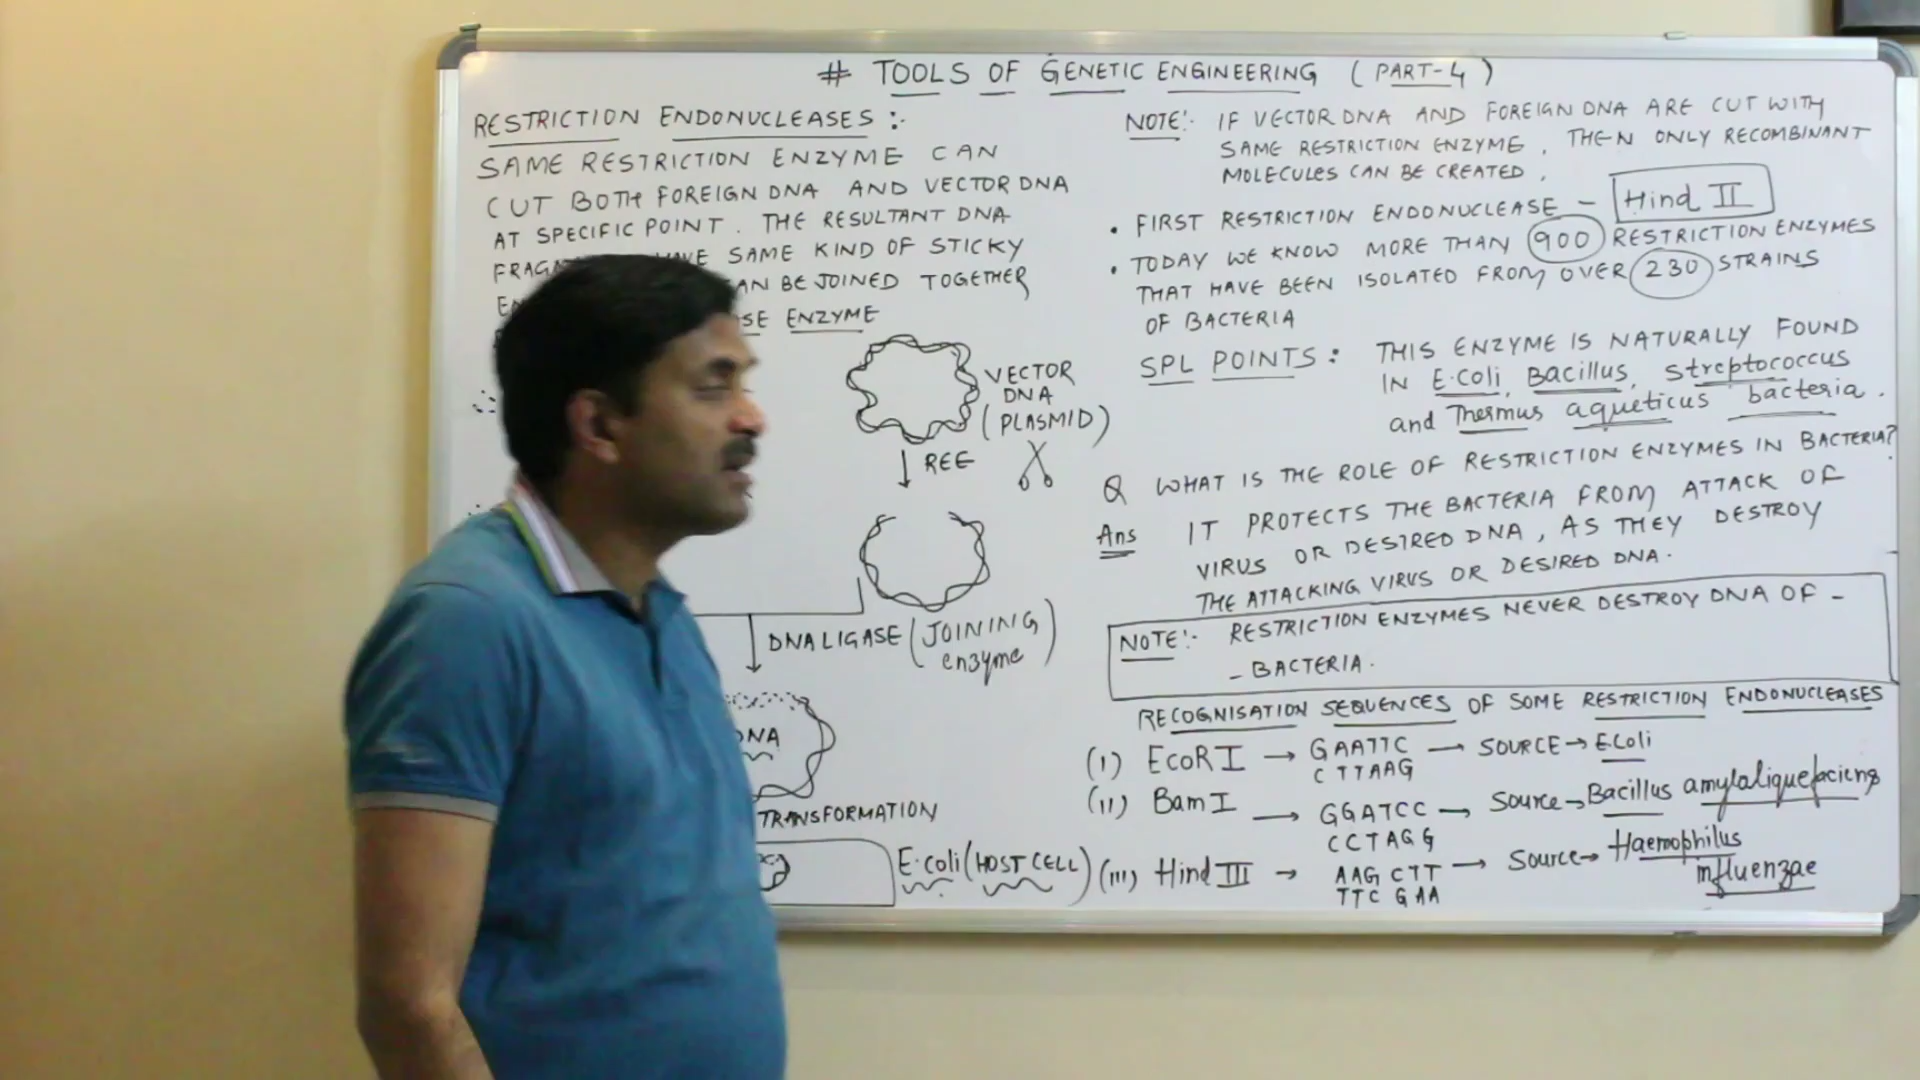 # TOOLS OF GENETIC ENGINEERING (PART-4)
RESTRICTION ENDONUCLEASES :-
SAME RESTRICTION ENZYME CAN
CUT BOTH FOREIGN DNA AND VECTOR DNA
AT SPECIFIC POINT. THE RESULTANT DNA
SAME KIND OF STICKY
BE JOINED TOGETHER
ENZYME
VECTOR
DNA
(PLASMID)
REE
DNA LIGASE (JOINING
enzyme)
TRANSFORMATION
E.coli (HOST CELL)
NOTE:- IF VECTOR DNA AND FOREIGN DNA ARE CUT WITH
SAME RESTRICTION ENZYME, THEN ONLY RECOMBINANT
MOLECULES CAN BE CREATED.
• FIRST RESTRICTION ENDONUCLEASE - Hind II
• TODAY WE KNOW MORE THAN 900 RESTRICTION ENZYMES
THAT HAVE BEEN ISOLATED FROM OVER 230 STRAINS
OF BACTERIA
SPL POINTS: THIS ENZYME IS NATURALLY FOUND
IN E.Coli, Bacillus, Streptococcus
and Thermus aqueticus bacteria.
Q WHAT IS THE ROLE OF RESTRICTION ENZYMES IN BACTERIA?
Ans IT PROTECTS THE BACTERIA FROM ATTACK OF
VIRUS OR DESIRED DNA, AS THEY DESTROY
THE ATTACKING VIRUS OR DESIRED DNA.
NOTE:- RESTRICTION ENZYMES NEVER DESTROY DNA OF -
- BACTERIA.
RECOGNISATION SEQUENCES OF SOME RESTRICTION ENDONUCLEASES
(I) EcoR I → GAATTC → SOURCE → E.Coli
CTTAAG
(II) Bam I → GGATCC → Source → Bacillus amylaliquefaciens
CCTAGG
(III) Hind III → AAG CTT → Source → Haemophilus
TTC GAA influenzae